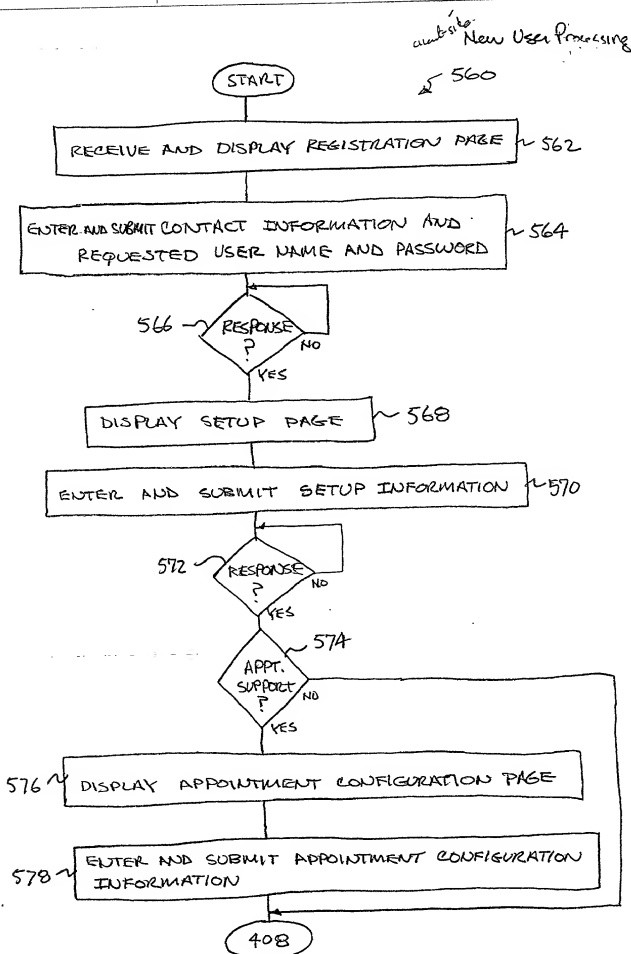 client-site
New User Processing
560
START
RECEIVE AND DISPLAY REGISTRATION PAGE
562
ENTER AND SUBMIT CONTACT INFORMATION AND
REQUESTED USER NAME AND PASSWORD
564
566
RESPONSE
?
NO
YES
DISPLAY SETUP PAGE
568
ENTER AND SUBMIT SETUP INFORMATION
570
572
RESPONSE
?
NO
YES
574
APPT.
SUPPORT
?
NO
YES
576
DISPLAY APPOINTMENT CONFIGURATION PAGE
578
ENTER AND SUBMIT APPOINTMENT CONFIGURATION
INFORMATION
408